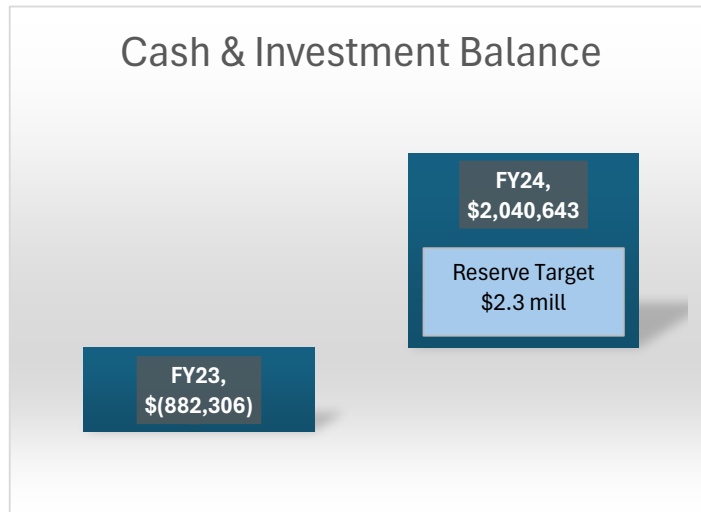 Cash & Investment Balance
FY24,
$2,040,643
Reserve Target
$2.3 mill
FY23,
$(882,306)